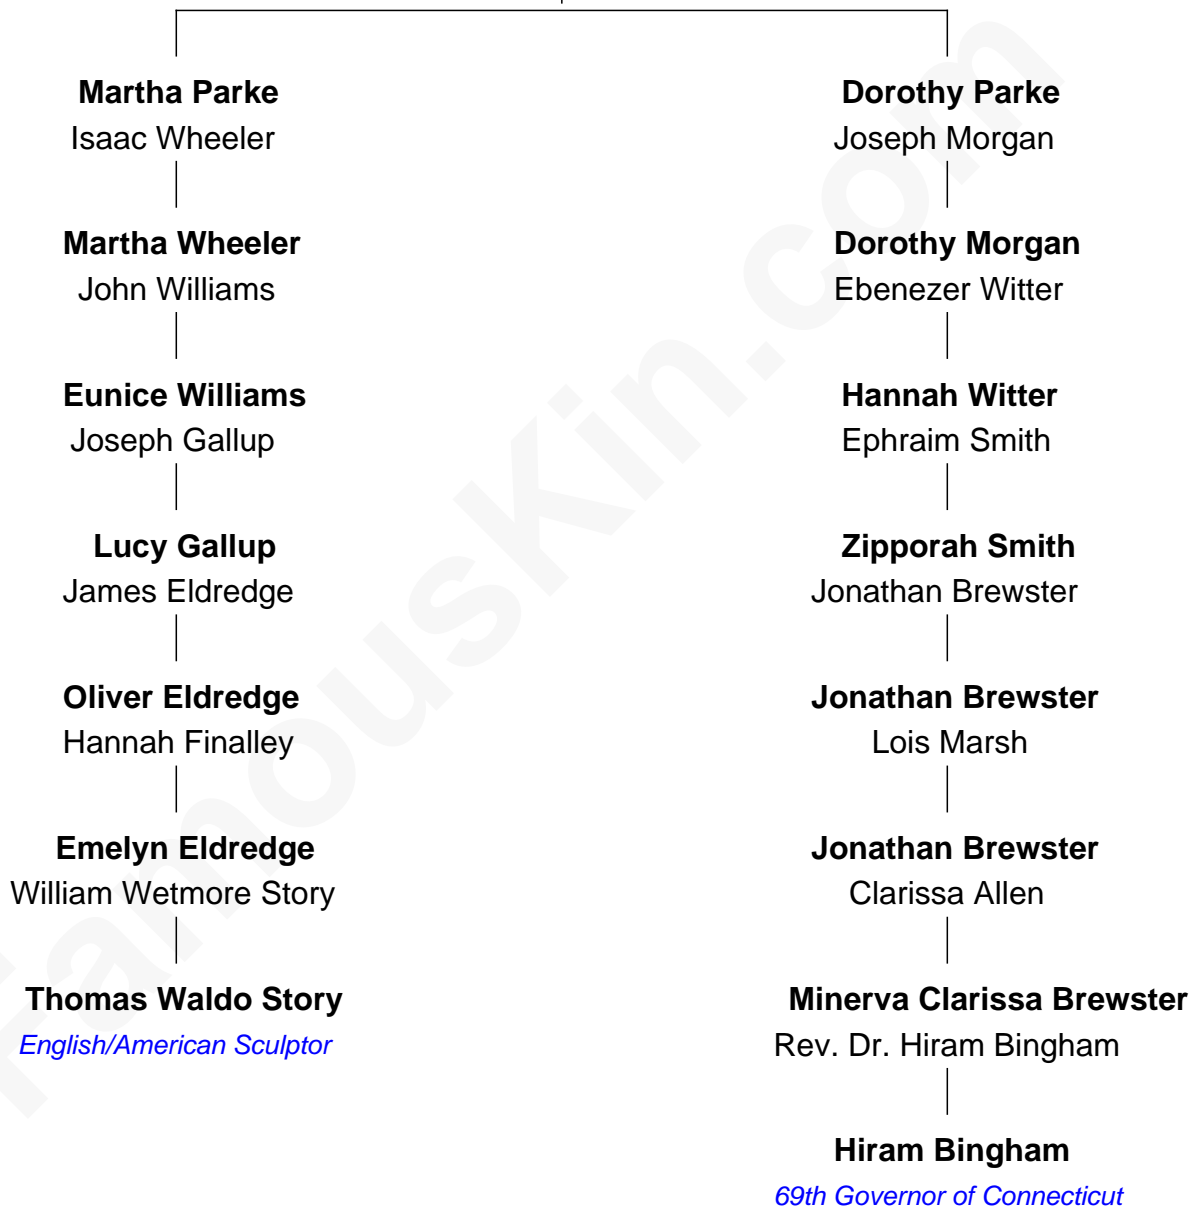 Martha Parke
Isaac Wheeler
Dorothy Parke
Joseph Morgan
Martha Wheeler
John Williams
Dorothy Morgan
Ebenezer Witter
Eunice Williams
Joseph Gallup
Hannah Witter
Ephraim Smith
Lucy Gallup
James Eldredge
Zipporah Smith
Jonathan Brewster
Oliver Eldredge
Hannah Finalley
Jonathan Brewster
Lois Marsh
Emelyn Eldredge
William Wetmore Story
Jonathan Brewster
Clarissa Allen
Thomas Waldo Story
English/American Sculptor
Minerva Clarissa Brewster
Rev. Dr. Hiram Bingham
Hiram Bingham
69th Governor of Connecticut
FamousKin.com